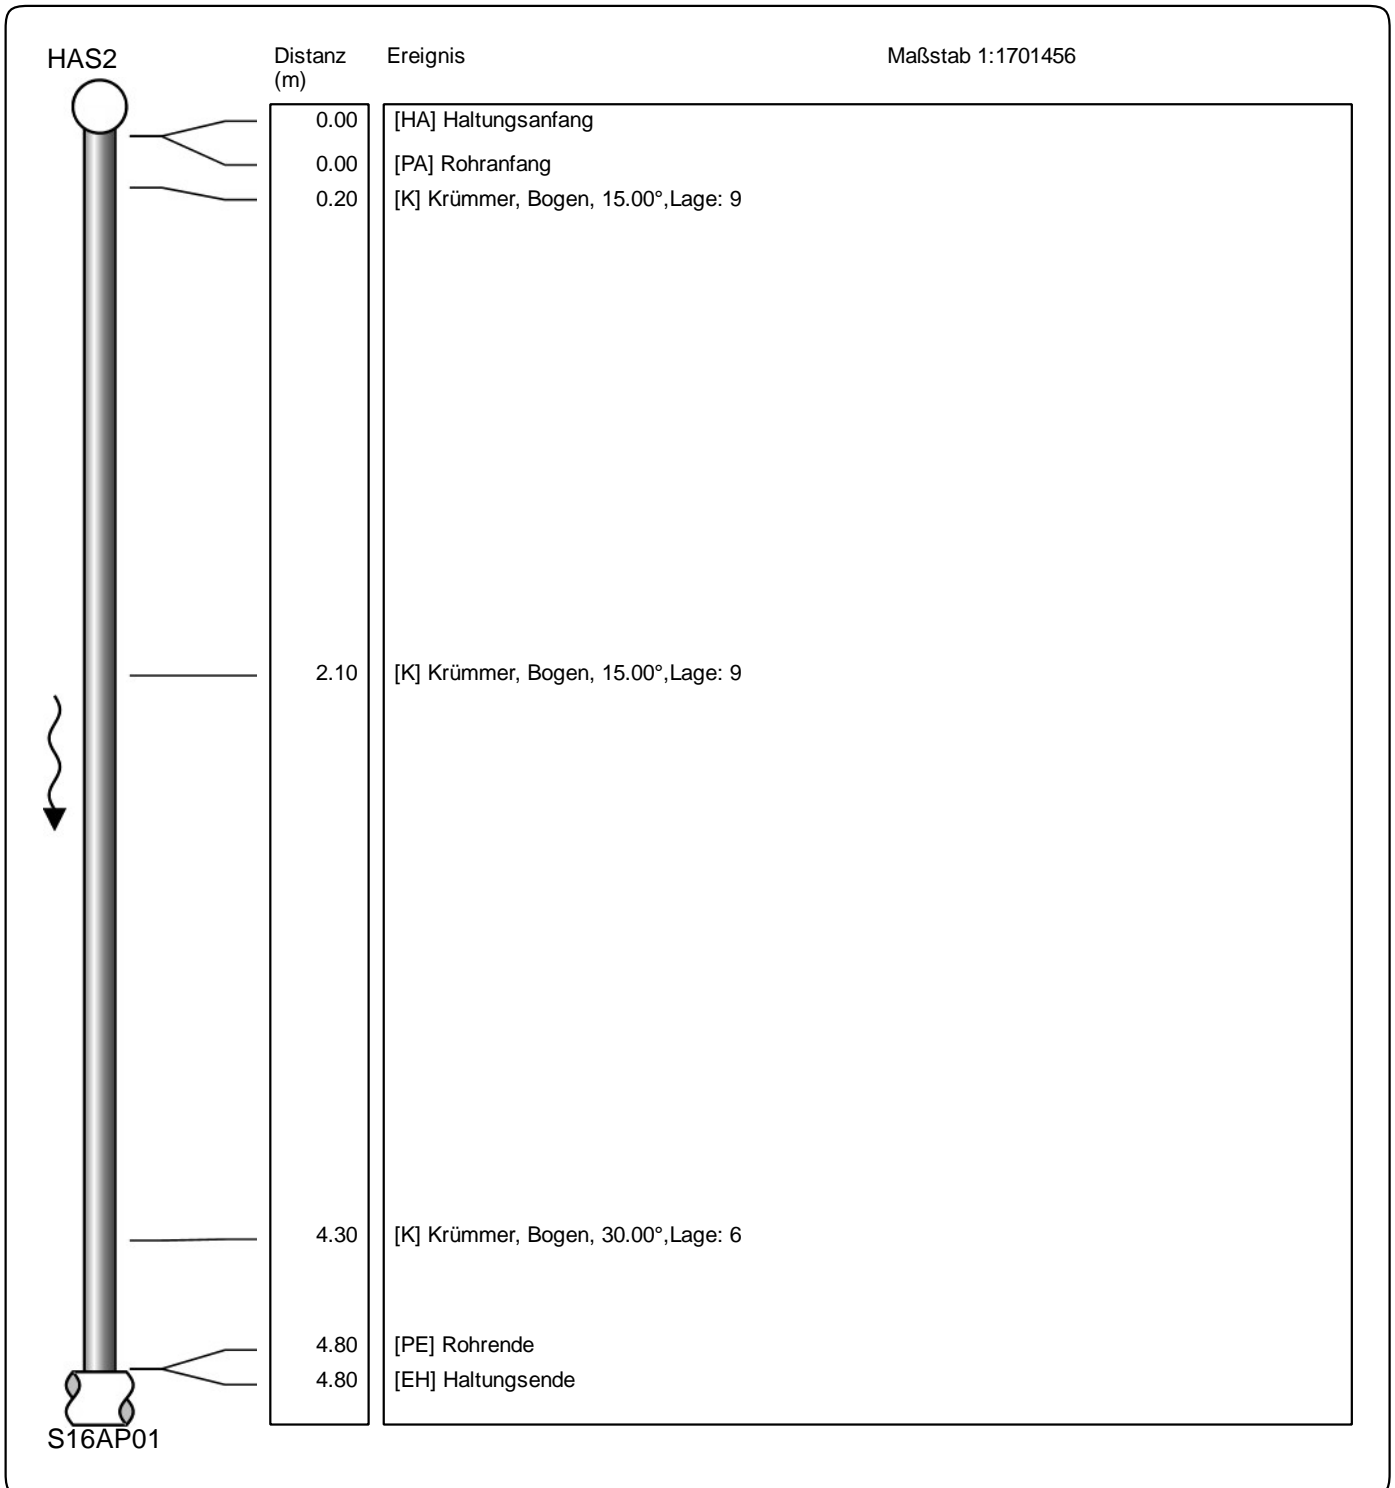 HAS2
Distanz (m)
Ereignis
Maßstab 1:1701456
0.00 [HA] Haltungsanfang
0.00 [PA] Rohranfang
0.20 [K] Krümmer, Bogen, 15.00°,Lage: 9
2.10 [K] Krümmer, Bogen, 15.00°,Lage: 9
4.30 [K] Krümmer, Bogen, 30.00°,Lage: 6
4.80 [PE] Rohrende
4.80 [EH] Haltungsende
S16AP01